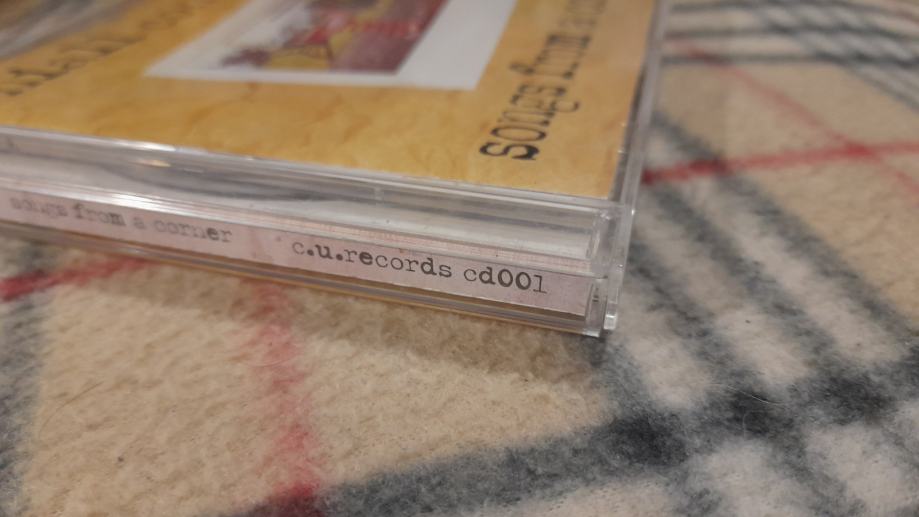 songs from a
songs from a corner c.u.records cd001